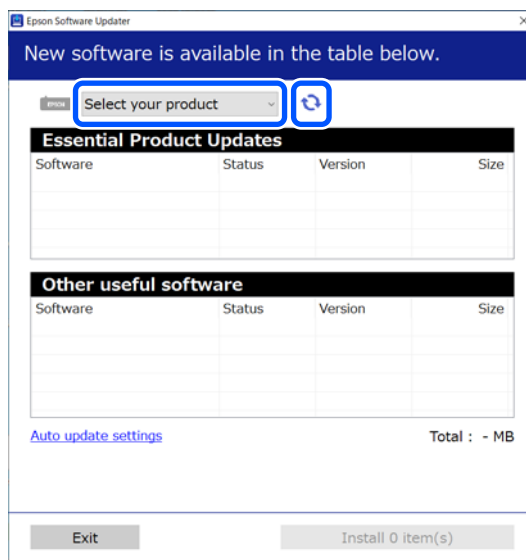 Epson Software Updater
New software is available in the table below.
EPSON Select your product
Essential Product Updates
Software Status Version Size
Other useful software
Software Status Version Size
Auto update settings Total : - MB
Exit Install 0 item(s)